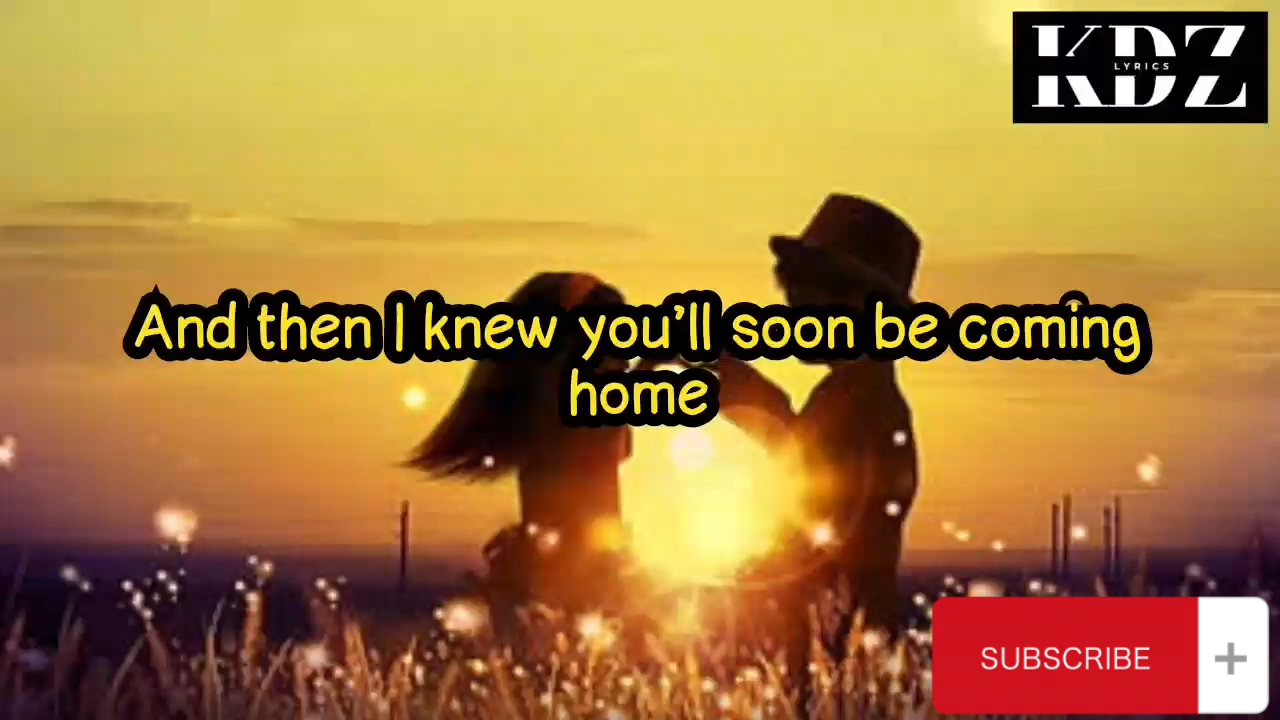 KDZ
LYRICS
And then I knew you'll soon be coming
home
SUBSCRIBE
+